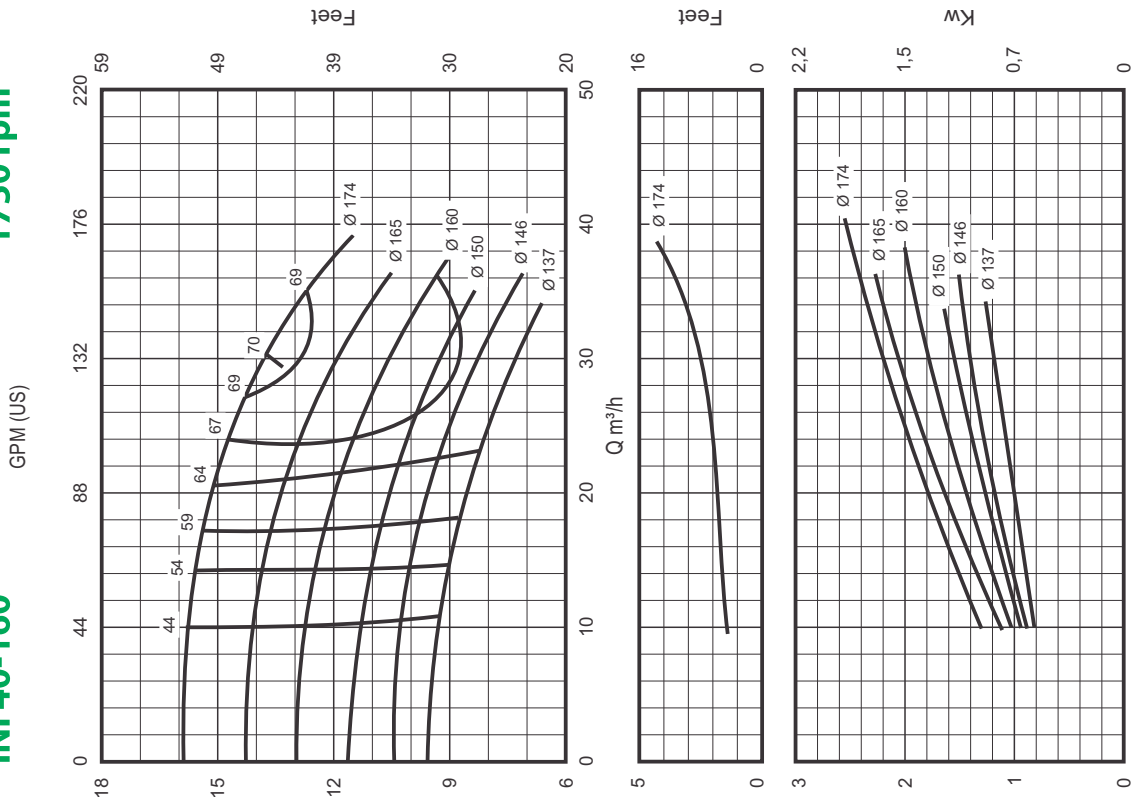 1750 rpm
GPM (US)
0 44 88 132 176 220
18 15 12 9 6
59 49 39 30 20
Feet
44 54 59 64 67 69 70 69
Ø 174
Ø 165
Ø 160
Ø 150
Ø 146
Ø 137
0 10 20 30 40 50
Q m³/h
5 0
16 0
Feet
Ø 174
3 2 1 0
2,2 1,5 0,7 0
Kw
Ø 174
Ø 165
Ø 160
Ø 150
Ø 146
Ø 137